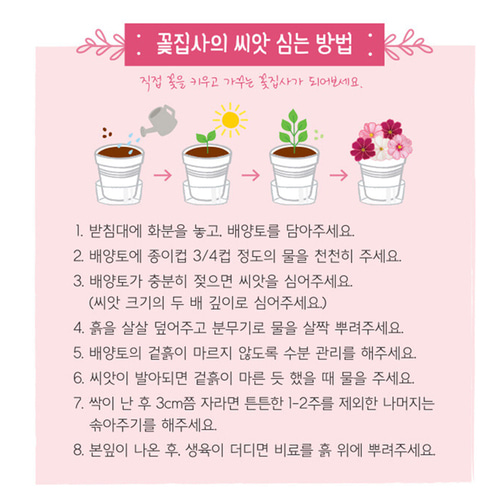 꽃집사의 씨앗 심는 방법
직접 꽃을 키우고 가꾸는 꽃집사가 되어보세요.
1. 받침대에 화분을 놓고, 배양토를 담아주세요.
2. 배양토에 종이컵 3/4컵 정도의 물을 천천히 주세요.
3. 배양토가 충분히 젖으면 씨앗을 심어주세요.
(씨앗 크기의 두 배 깊이로 심어주세요.)
4. 흙을 살살 덮어주고 분무기로 물을 살짝 뿌려주세요.
5. 배양토의 겉흙이 마르지 않도록 수분 관리를 해주세요.
6. 씨앗이 발아되면 겉흙이 마른 듯 했을 때 물을 주세요.
7. 싹이 난 후 3cm쯤 자라면 튼튼한 1-2주를 제외한 나머지는
솎아주기를 해주세요.
8. 본잎이 나온 후, 생육이 더디면 비료를 흙 위에 뿌려주세요.